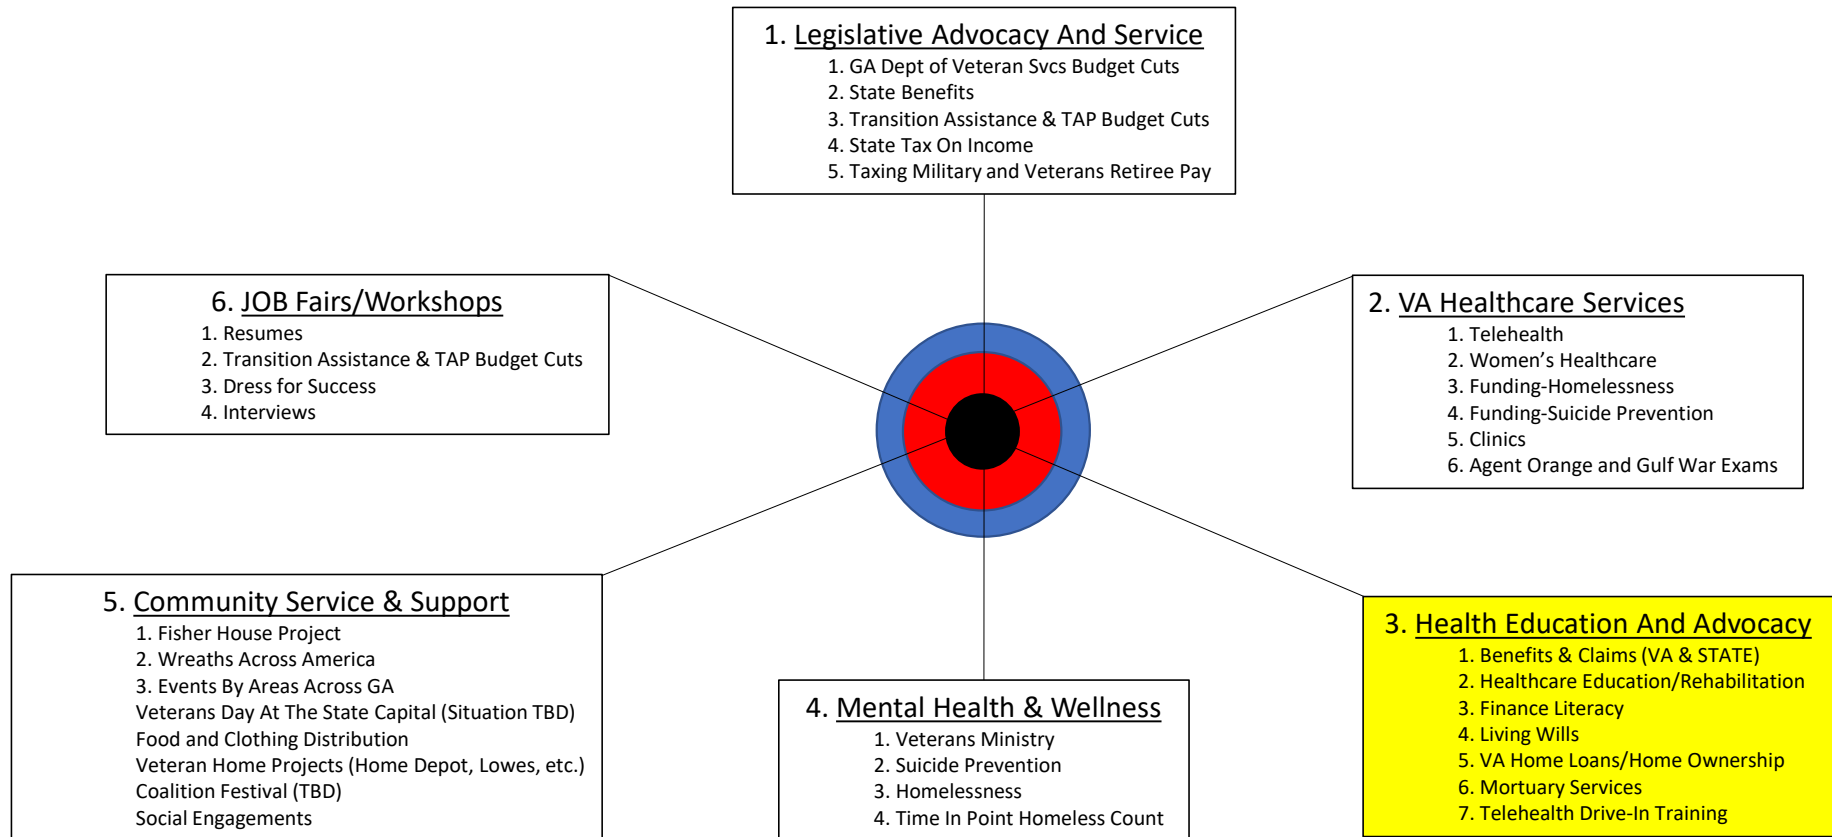 1. Legislative Advocacy And Service
1. GA Dept of Veteran Svcs Budget Cuts
2. State Benefits
3. Transition Assistance & TAP Budget Cuts
4. State Tax On Income
5. Taxing Military and Veterans Retiree Pay
2. VA Healthcare Services
1. Telehealth
2. Women’s Healthcare
3. Funding-Homelessness
4. Funding-Suicide Prevention
5. Clinics
6. Agent Orange and Gulf War Exams
3. Health Education And Advocacy
1. Benefits & Claims (VA & STATE)
2. Healthcare Education/Rehabilitation
3. Finance Literacy
4. Living Wills
5. VA Home Loans/Home Ownership
6. Mortuary Services
7. Telehealth Drive-In Training
4. Mental Health & Wellness
1. Veterans Ministry
2. Suicide Prevention
3. Homelessness
4. Time In Point Homeless Count
5. Community Service & Support
1. Fisher House Project
2. Wreaths Across America
3. Events By Areas Across GA
Veterans Day At The State Capital (Situation TBD)
Food and Clothing Distribution
Veteran Home Projects (Home Depot, Lowes, etc.)
Coalition Festival (TBD)
Social Engagements
6. JOB Fairs/Workshops
1. Resumes
2. Transition Assistance & TAP Budget Cuts
3. Dress for Success
4. Interviews